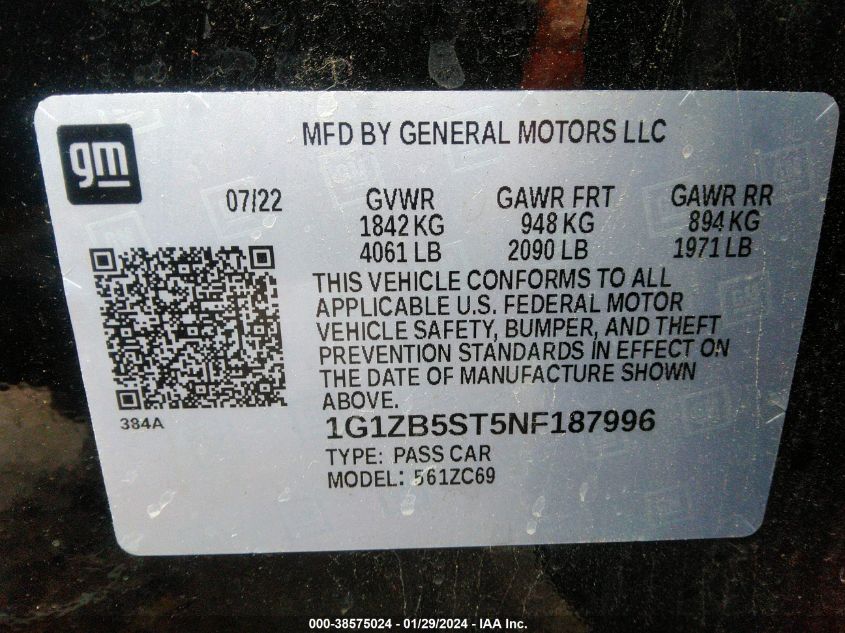 gm
MFD BY GENERAL MOTORS LLC
07/22 GVWR GAWR FRT GAWR RR
1842 KG 948 KG 894 KG
4061 LB 2090 LB 1971 LB
THIS VEHICLE CONFORMS TO ALL
APPLICABLE U.S. FEDERAL MOTOR
VEHICLE SAFETY, BUMPER, AND THEFT
PREVENTION STANDARDS IN EFFECT ON
THE DATE OF MANUFACTURE SHOWN
ABOVE.
384A
1G1ZB5ST5NF187996
TYPE: PASS CAR
MODEL: 561ZC69
000-38575024 - 01/29/2024 - IAA Inc.